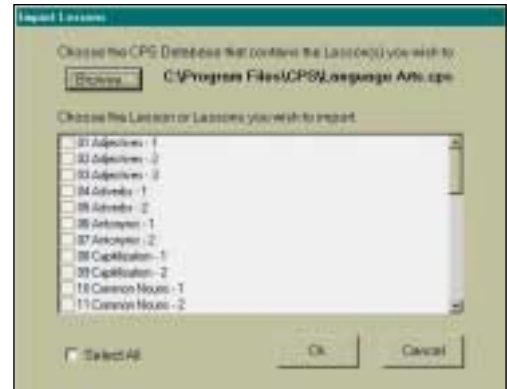 Import Lessons
Choose the CPS Database that contains the Lesson(s) you wish to
Browse...
C:\Program Files\CPS\Language Arts.cps
Choose the Lesson or Lessons you wish to import
01 Adjectives - 1
02 Adjectives - 2
03 Adjectives - 3
04 Adverbs - 1
05 Adverbs - 2
06 Antonyms - 1
07 Antonyms - 2
08 Capitilization - 1
09 Capitilization - 2
10 Common Nouns - 1
11 Common Nouns - 2
Select All
Ok
Cancel